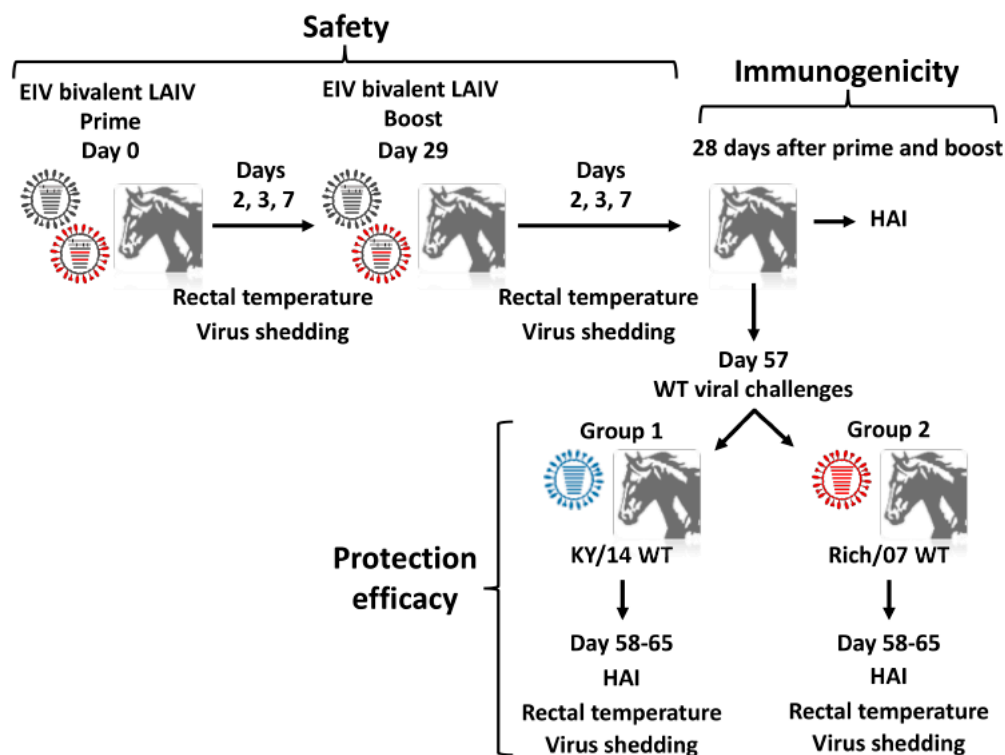 Safety
EIV bivalent LAIV
Prime
Day 0
Days
2, 3, 7
Rectal temperature
Virus shedding
EIV bivalent LAIV
Boost
Day 29
Days
2, 3, 7
Rectal temperature
Virus shedding
Immunogenicity
28 days after prime and boost
HAI
Day 57
WT viral challenges
Protection
efficacy
Group 1
KY/14 WT
Day 58-65
HAI
Rectal temperature
Virus shedding
Group 2
Rich/07 WT
Day 58-65
HAI
Rectal temperature
Virus shedding